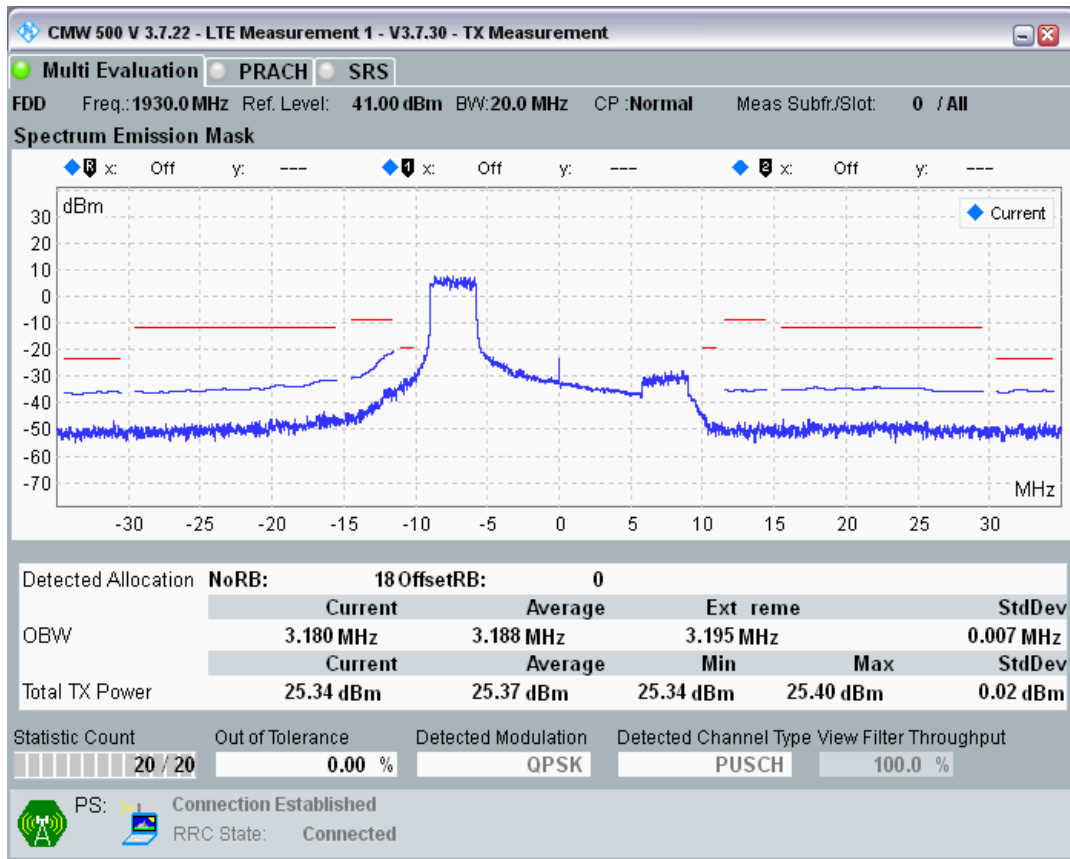 CMW 500 V 3.7.22 - LTE Measurement 1 - V3.7.30 - TX Measurement
Multi Evaluation PRACH SRS
FDD Freq.:1930.0 MHz Ref. Level: 41.00 dBm BW:20.0 MHz CP :Normal Meas Subfr./Slot: 0 / All
Spectrum Emission Mask
R x: Off y: --- 1 x: Off y: --- 2 x: Off y: ---
dBm
Current
30
20
10
0
-10
-20
-30
-40
-50
-60
-70
MHz
-30 -25 -20 -15 -10 -5 0 5 10 15 20 25 30
Detected Allocation NoRB: 18 OffsetRB: 0
Current Average Ext reme StdDev
OBW 3.180 MHz 3.188 MHz 3.195 MHz 0.007 MHz
Current Average Min Max StdDev
Total TX Power 25.34 dBm 25.37 dBm 25.34 dBm 25.40 dBm 0.02 dBm
Statistic Count Out of Tolerance Detected Modulation Detected Channel Type View Filter Throughput
20 / 20 0.00 % QPSK PUSCH 100.0 %
PS: Connection Established
RRC State: Connected